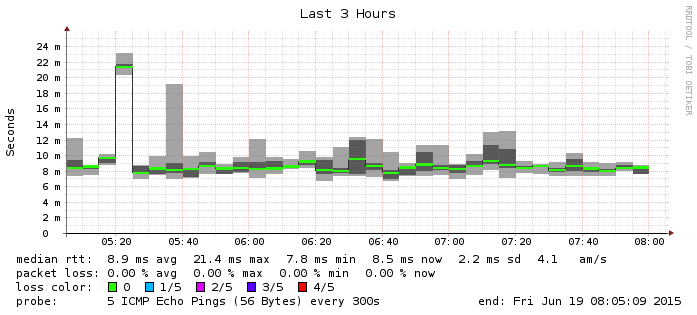 Last 3 Hours
RRDTOOL / TOBI OETIKER
Seconds
24 m
22 m
20 m
18 m
16 m
14 m
12 m
10 m
8 m
6 m
4 m
2 m
0
05:20 05:40 06:00 06:20 06:40 07:00 07:20 07:40 08:00
median rtt: 8.9 ms avg 21.4 ms max 7.8 ms min 8.5 ms now 2.2 ms sd 4.1 am/s
packet loss: 0.00 % avg 0.00 % max 0.00 % min 0.00 % now
loss color: 0 1/5 2/5 3/5 4/5
probe: 5 ICMP Echo Pings (56 Bytes) every 300s end: Fri Jun 19 08:05:09 2015